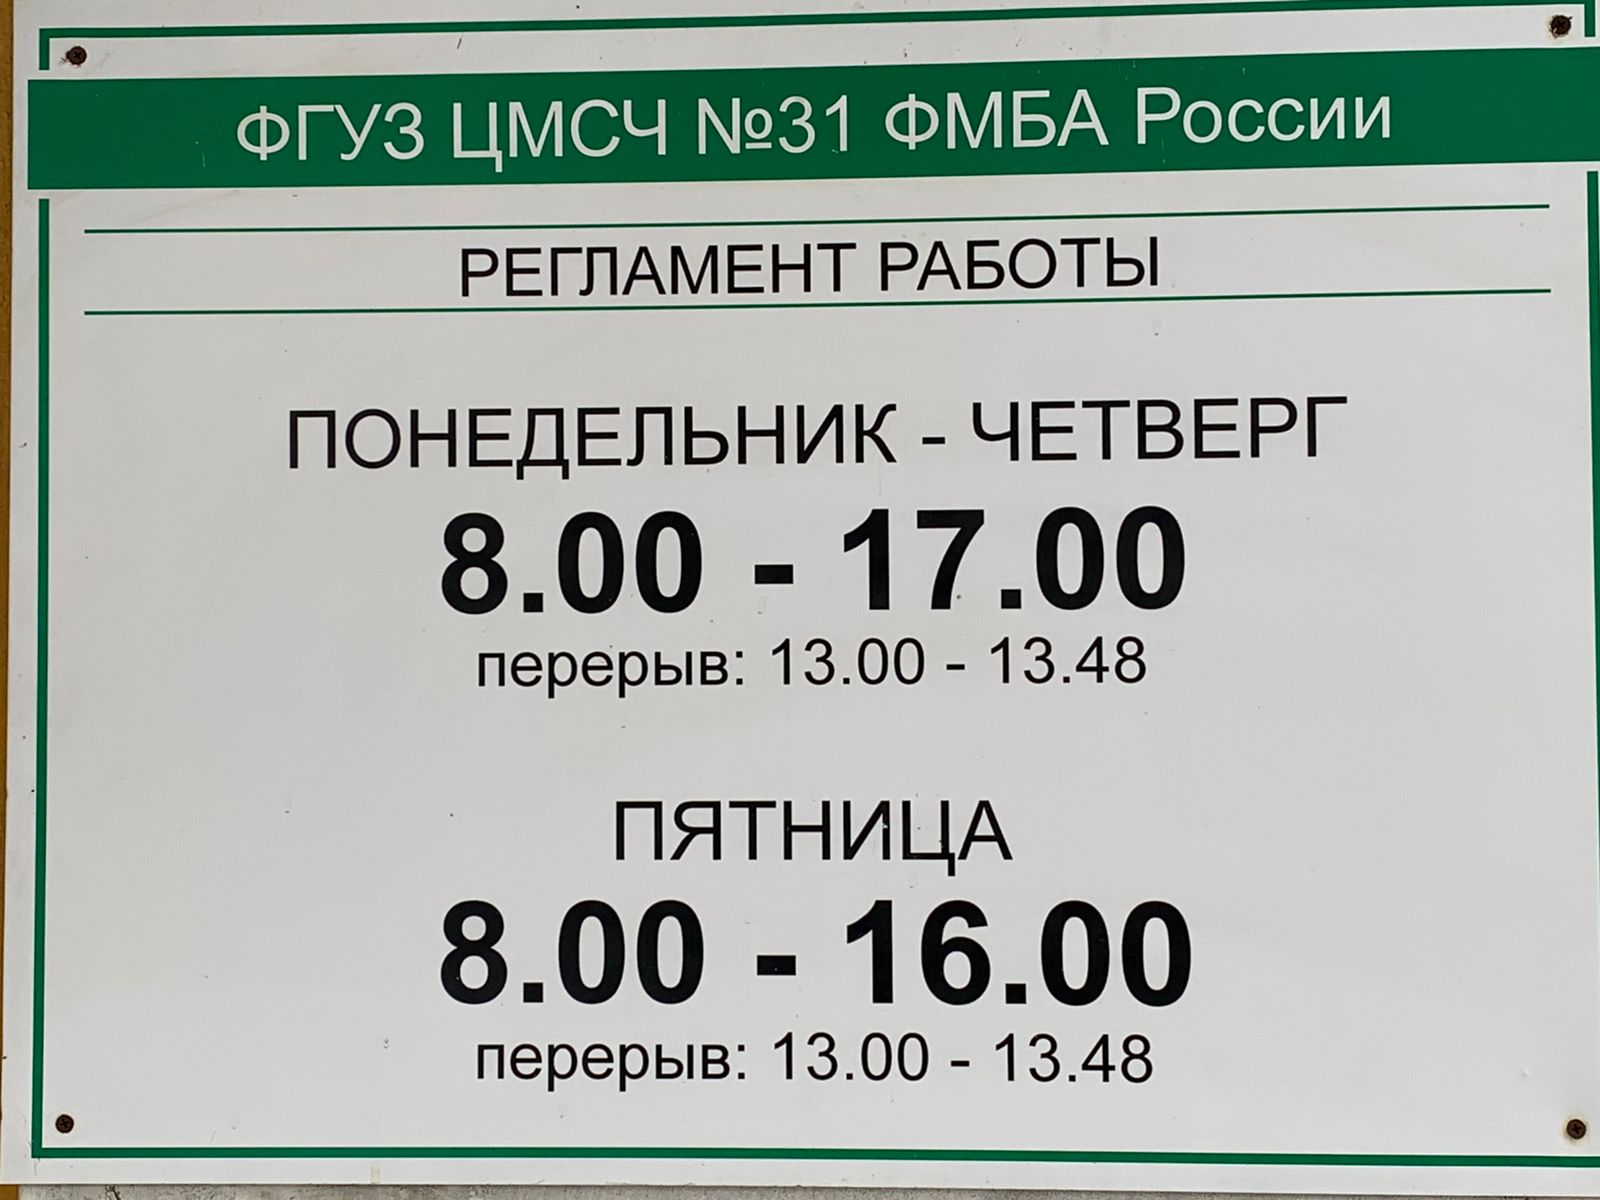 ФГУЗ ЦМСЧ №31 ФМБА России
РЕГЛАМЕНТ РАБОТЫ
ПОНЕДЕЛЬНИК - ЧЕТВЕРГ
8.00 - 17.00
перерыв: 13.00 - 13.48
ПЯТНИЦА
8.00 - 16.00
перерыв: 13.00 - 13.48